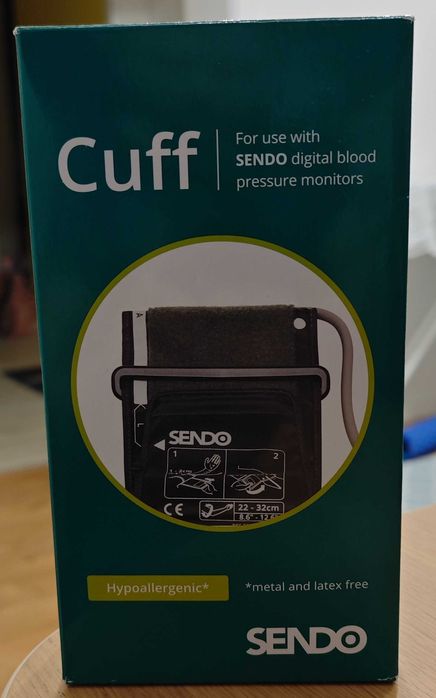 Cuff
For use with
SENDO digital blood
pressure monitors
SENDO
1
2
CE
22 - 32cm
Hypoallergenic*
*metal and latex free
SENDO